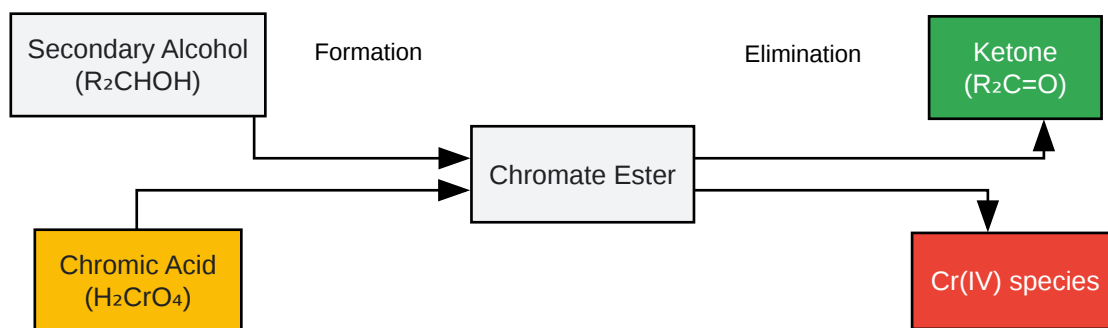 Secondary Alcohol
(R₂CHOH)
Formation
Elimination
Ketone
(R₂C=O)
Chromate Ester
Chromic Acid
(H₂CrO₄)
Cr(IV) species